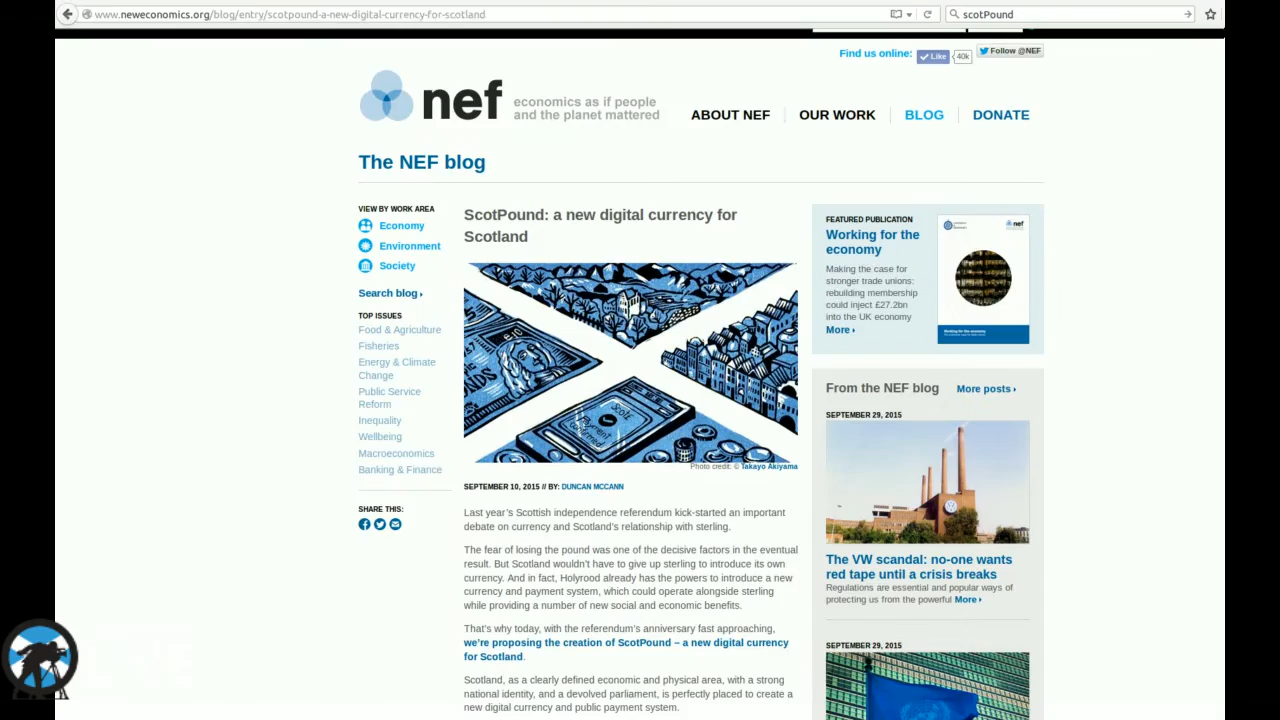 www.neweconomics.org/blog/entry/scotpound-a-new-digital-currency-for-scotland
scotPound
Find us online:
Like
40k
Follow @NEF
nef
economics as if people
and the planet mattered
ABOUT NEF
OUR WORK
BLOG
DONATE
The NEF blog
VIEW BY WORK AREA
Economy
Environment
Society
Search blog
TOP ISSUES
Food & Agriculture
Fisheries
Energy & Climate
Change
Public Service
Reform
Inequality
Wellbeing
Macroeconomics
Banking & Finance
SHARE THIS:
ScotPound: a new digital currency for
Scotland
Scot
Payment
Confirmed
Photo credit: © Takayo Akiyama
SEPTEMBER 10, 2015 // BY: DUNCAN MCCANN
Last year's Scottish independence referendum kick-started an important
debate on currency and Scotland's relationship with sterling.
The fear of losing the pound was one of the decisive factors in the eventual
result. But Scotland wouldn't have to give up sterling to introduce its own
currency. And in fact, Holyrood already has the powers to introduce a new
currency and payment system, which could operate alongside sterling
while providing a number of new social and economic benefits.
That's why today, with the referendum's anniversary fast approaching,
we're proposing the creation of ScotPound – a new digital currency
for Scotland.
Scotland, as a clearly defined economic and physical area, with a strong
national identity, and a devolved parliament, is perfectly placed to create a
new digital currency and public payment system.
FEATURED PUBLICATION
Working for the
economy
Making the case for
stronger trade unions:
rebuilding membership
could inject £27.2bn
into the UK economy
More
nef
Working for the economy
From the NEF blog
More posts
SEPTEMBER 29, 2015
The VW scandal: no-one wants
red tape until a crisis breaks
Regulations are essential and popular ways of
protecting us from the powerful More
SEPTEMBER 29, 2015